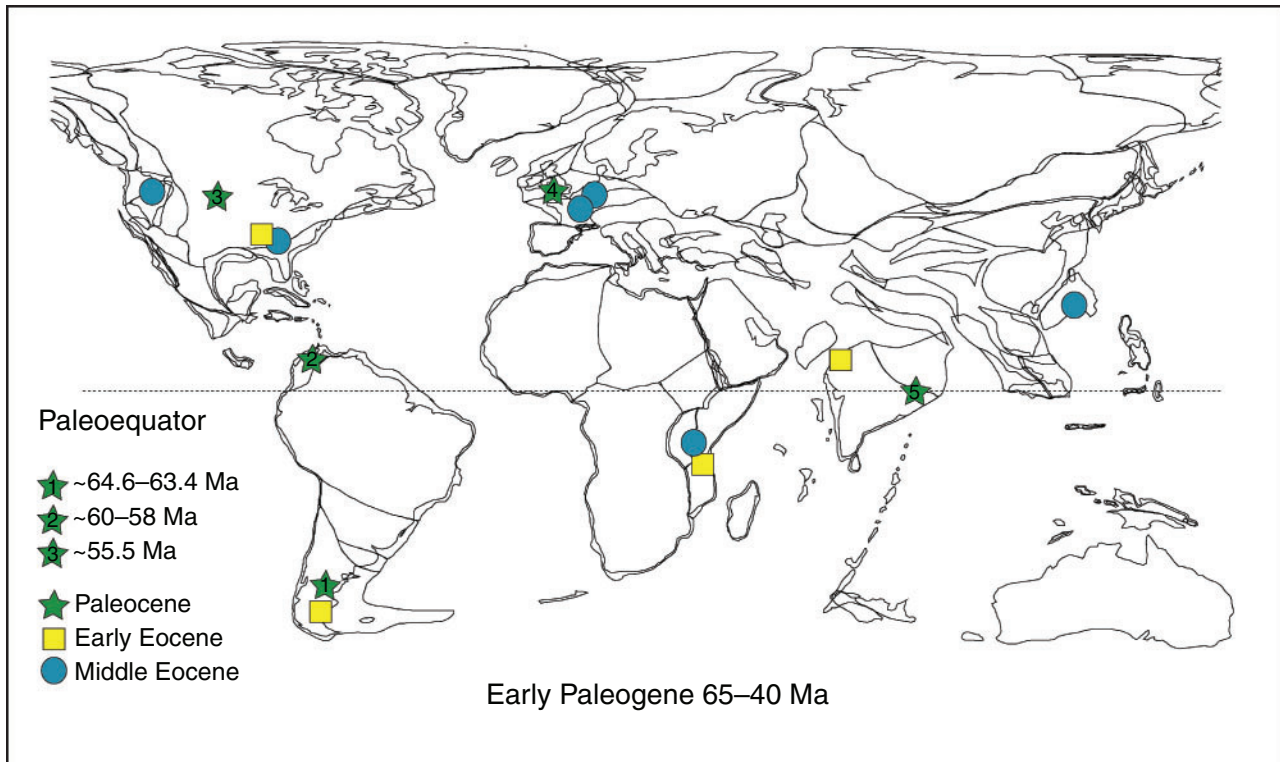 3
4
2
5
Paleoequator
1 ~64.6–63.4 Ma
2 ~60–58 Ma
3 ~55.5 Ma
1
Paleocene
Early Eocene
Middle Eocene
Early Paleogene 65–40 Ma